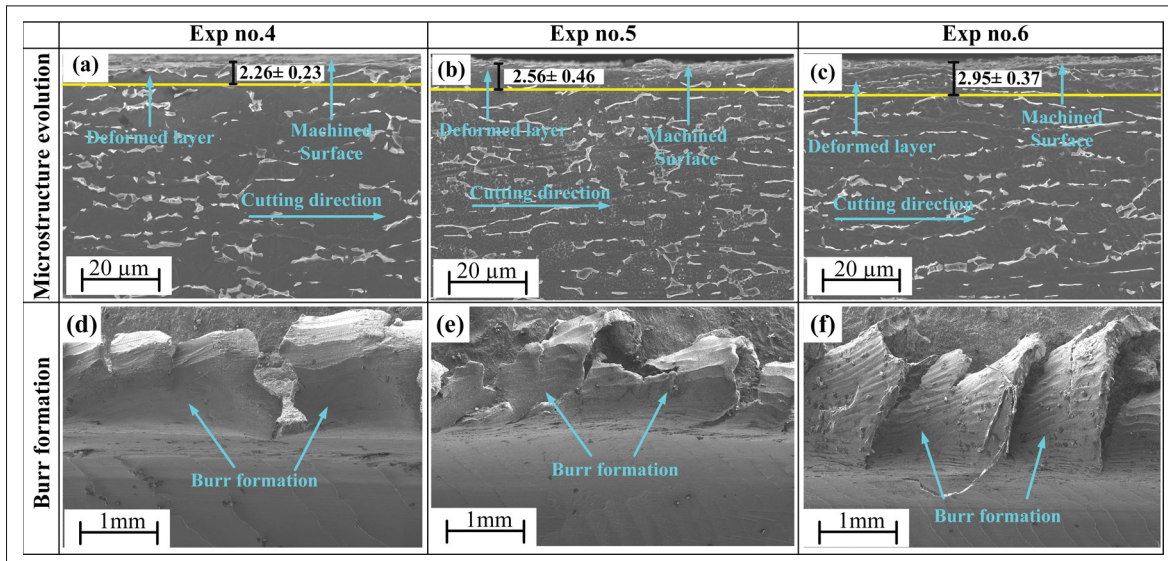 Exp no.4
Exp no.5
Exp no.6
Microstructure evolution
(a)
2.26± 0.23
Deformed layer
Machined
Surface
Cutting direction
20 µm
(b)
2.56± 0.46
Deformed layer
Machined
Surface
Cutting direction
20 µm
(c)
2.95± 0.37
Deformed layer
Machined
Surface
Cutting direction
20 µm
Burr formation
(d)
Burr formation
1mm
(e)
Burr formation
1mm
(f)
Burr formation
1mm